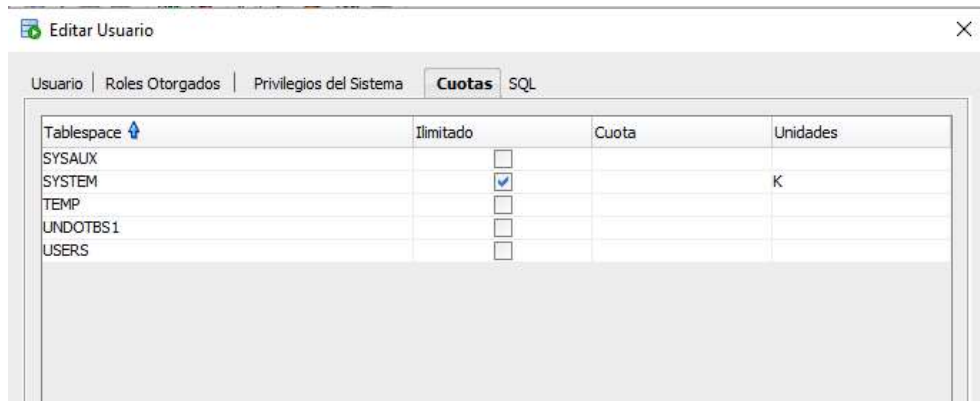 Editar Usuario
Usuario Roles Otorgados Privilegios del Sistema Cuotas SQL
Tablespace Ilimitado Cuota Unidades
SYSAUX
SYSTEM K
TEMP
UNDOTBS1
USERS